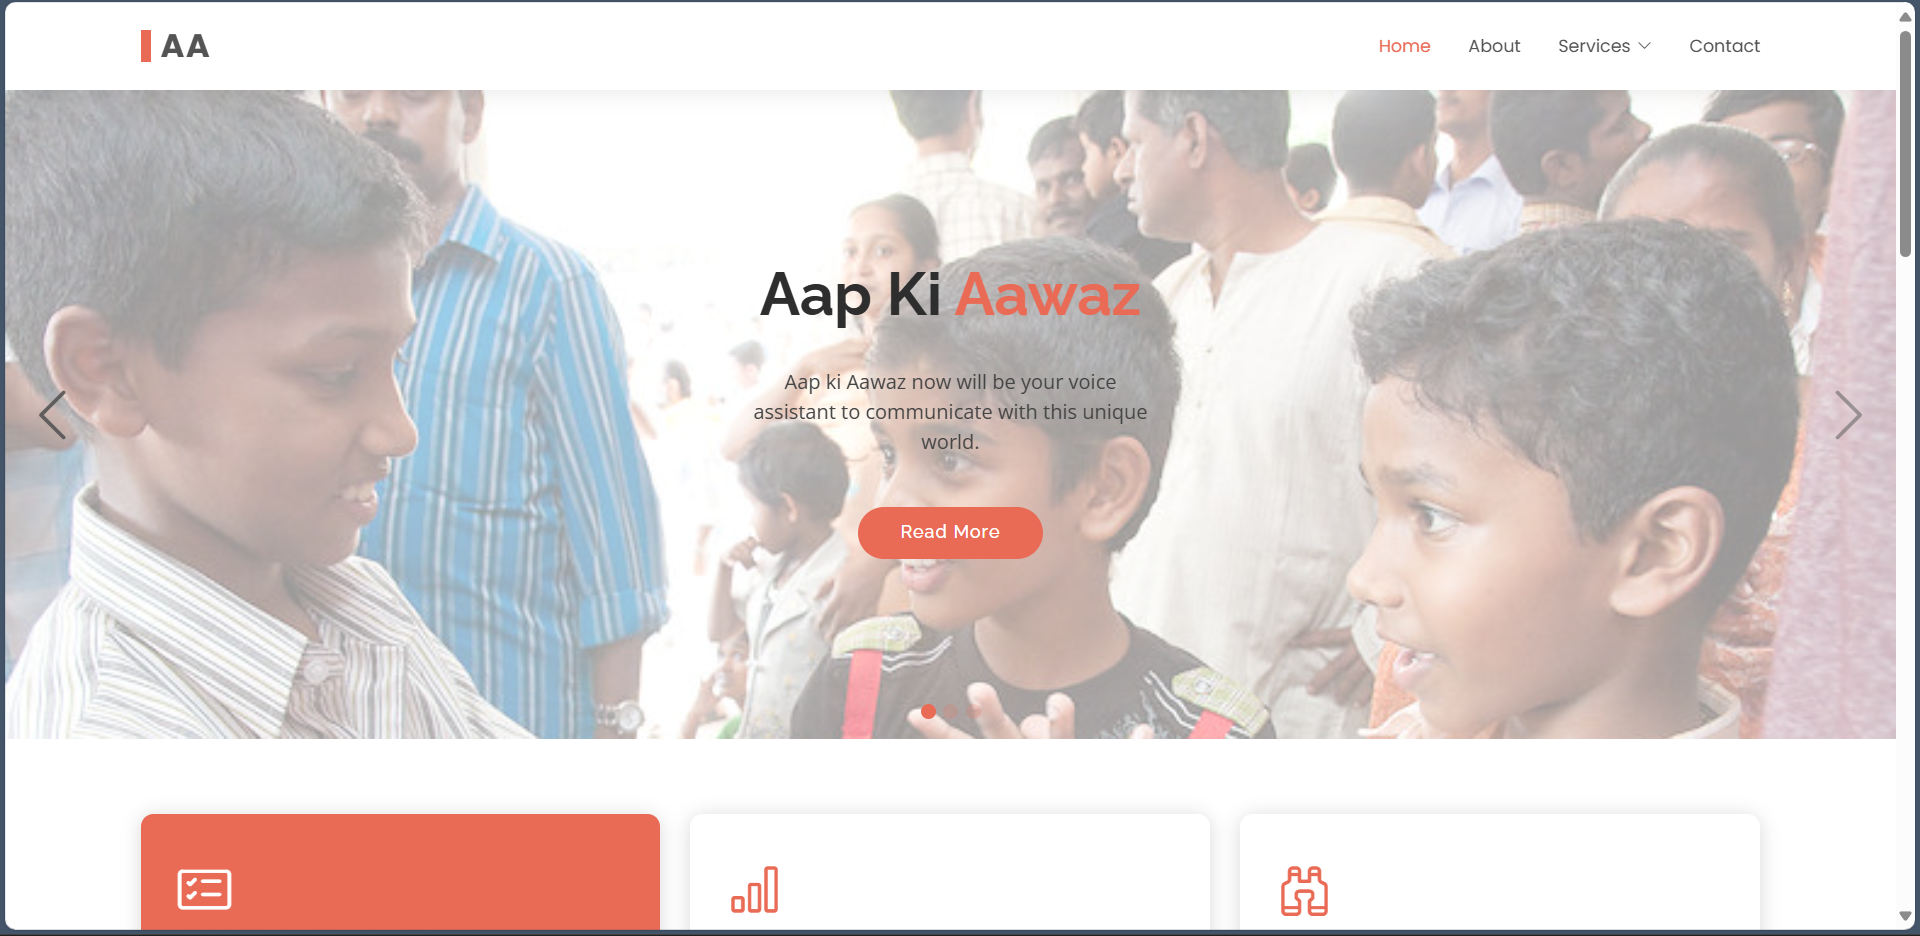 AA
Home About Services Contact
Aap Ki Aawaz
Aap ki Aawaz now will be your voice
assistant to communicate with this unique
world.
Read More